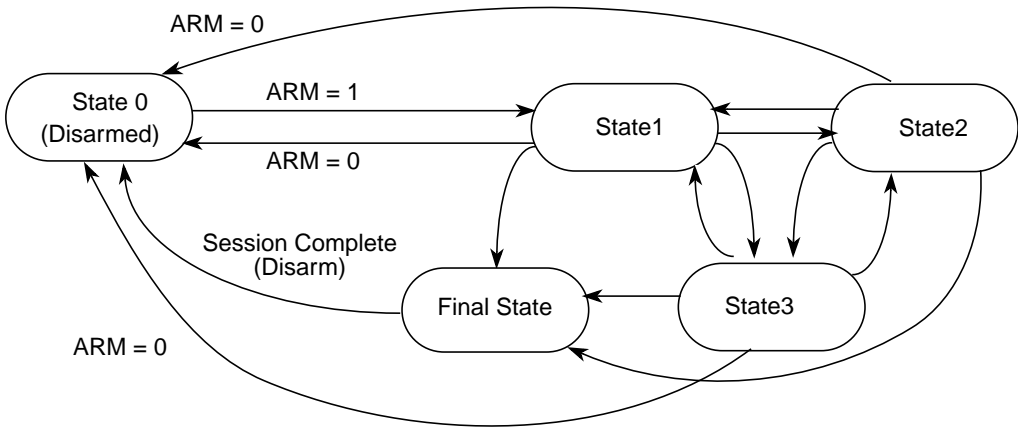 ARM = 0
State 0
(Disarmed)
ARM = 1
ARM = 0
State1
State2
Session Complete
(Disarm)
Final State
State3
ARM = 0